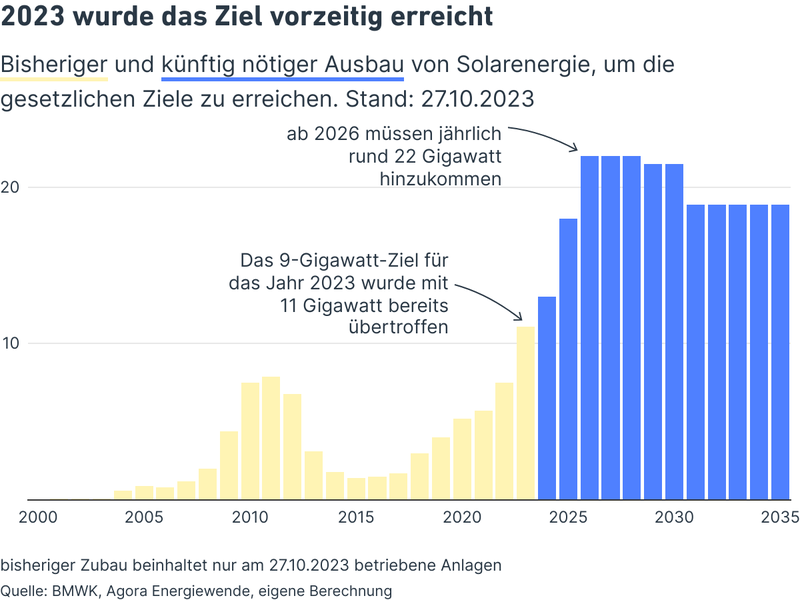 2023 wurde das Ziel vorzeitig erreicht
Bisheriger und künftig nötiger Ausbau von Solarenergie, um die
gesetzlichen Ziele zu erreichen. Stand: 27.10.2023
ab 2026 müssen jährlich
rund 22 Gigawatt
hinzukommen
20
Das 9-Gigawatt-Ziel für
das Jahr 2023 wurde mit
11 Gigawatt bereits
übertroffen
10
2000 2005 2010 2015 2020 2025 2030 2035
bisheriger Zubau beinhaltet nur am 27.10.2023 betriebene Anlagen
Quelle: BMWK, Agora Energiewende, eigene Berechnung